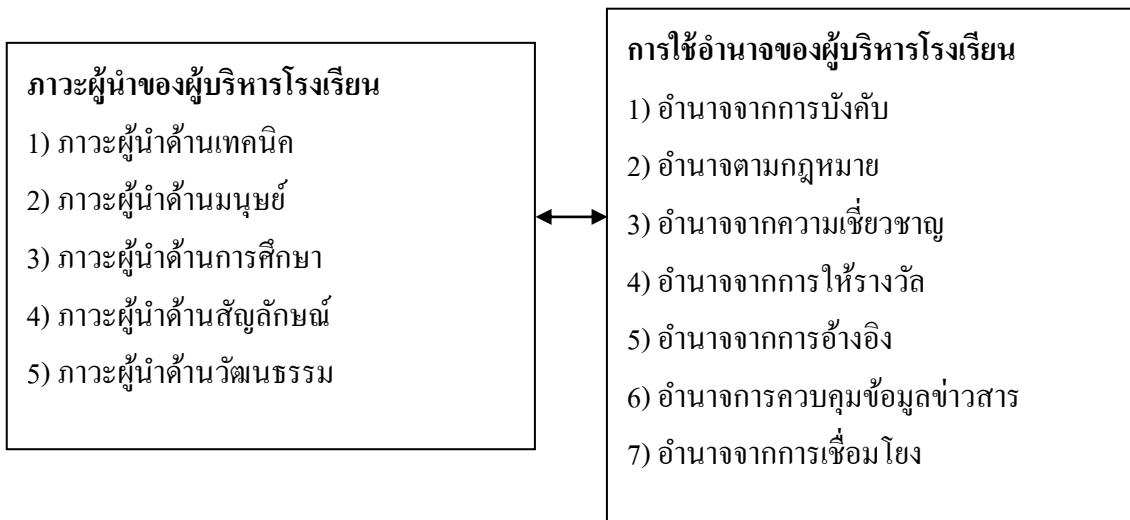 ภาวะผู้นำของผู้บริหารโรงเรียน
1) ภาวะผู้นำด้านเทคนิค
2) ภาวะผู้นำด้านมนุษย์
3) ภาวะผู้นำด้านการศึกษา
4) ภาวะผู้นำด้านสัญลักษณ์
5) ภาวะผู้นำด้านวัฒนธรรม
การใช้อำนาจของผู้บริหารโรงเรียน
1) อำนาจจากการบังคับ
2) อำนาจตามกฎหมาย
3) อำนาจจากความเชี่ยวชาญ
4) อำนาจจากการให้รางวัล
5) อำนาจจากการอ้างอิง
6) อำนาจการควบคุมข้อมูลข่าวสาร
7) อำนาจจากการเชื่อมโยง